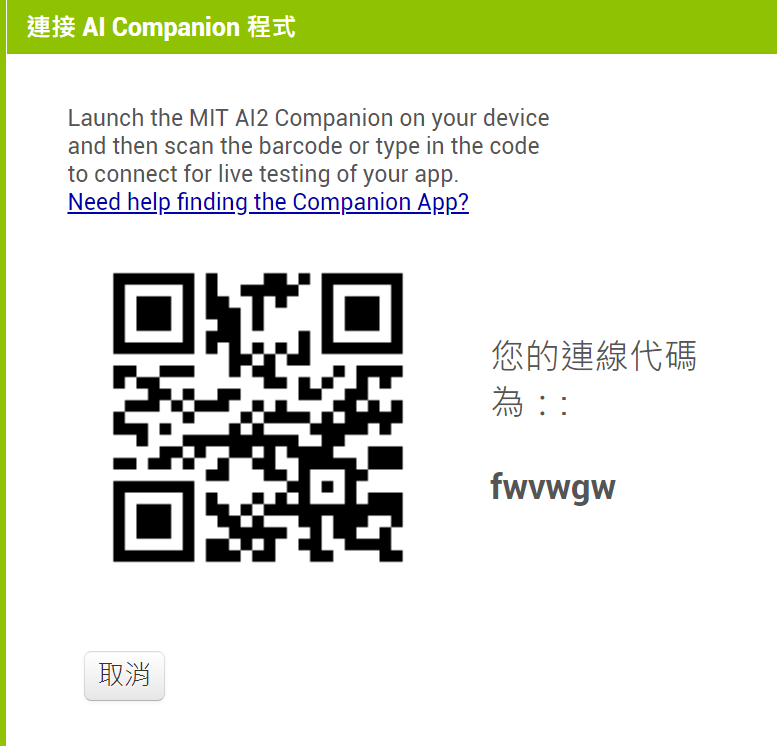 連接 AI Companion 程式
Launch the MIT AI2 Companion on your device
and then scan the barcode or type in the code
to connect for live testing of your app.
Need help finding the Companion App?
您的連線代碼
為：:
fwvwgw
取消